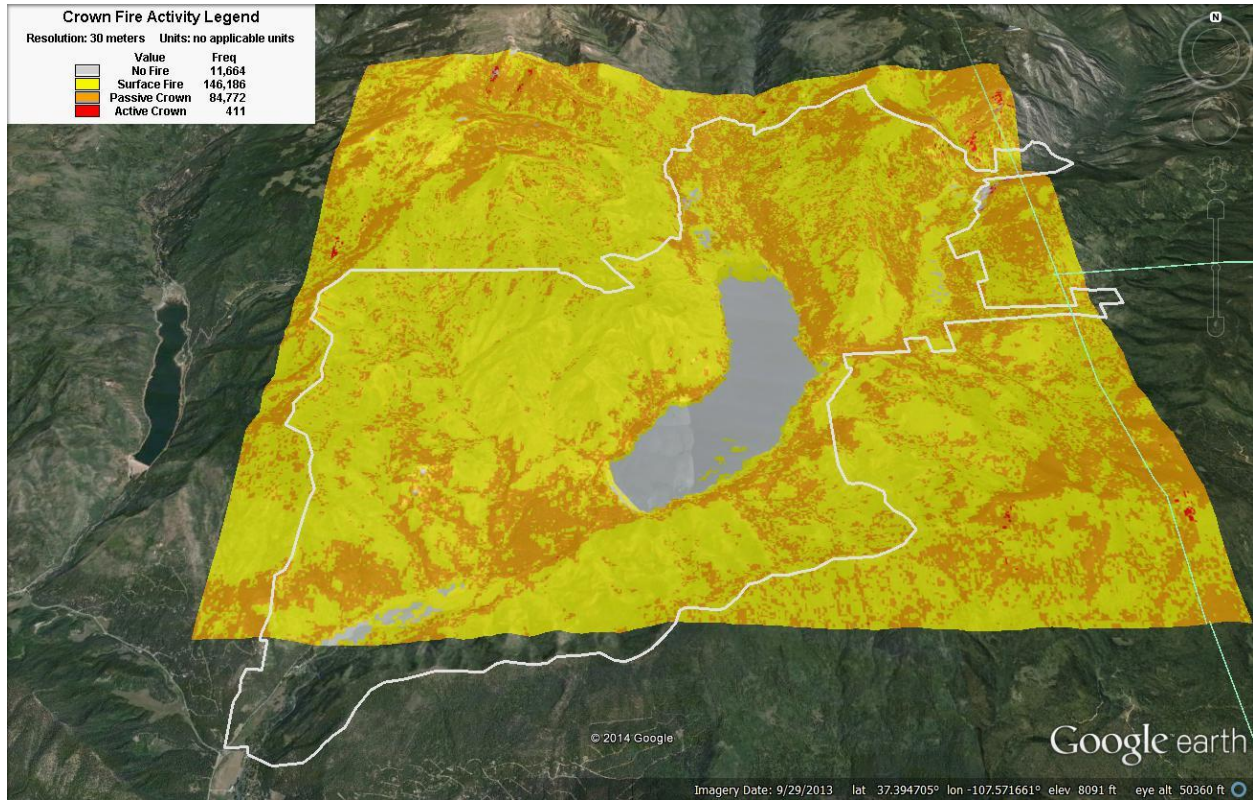 Crown Fire Activity Legend
Resolution: 30 meters Units: no applicable units
Value Freq
No Fire 11,664
Surface Fire 146,186
Passive Crown 84,772
Active Crown 411
N
© 2014 Google
Google earth
Imagery Date: 9/29/2013 lat 37.394705° lon -107.571661° elev 8091 ft eye alt 50360 ft